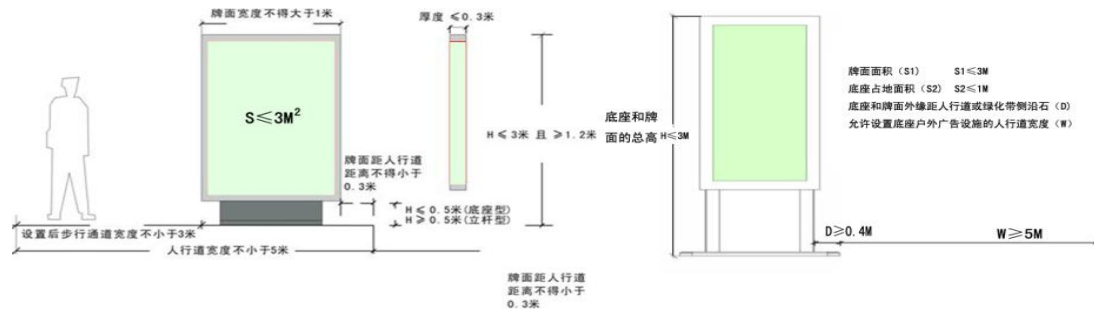 牌面宽度不得大于1米
厚度 ≤0.3米
S≤3M²
H≤3米 且 ≥1.2米
牌面距人行道
距离不得小于
0.3米
H≤0.5米(底座型)
H≥0.5米(立杆型)
设置后步行通道宽度不小于3米
人行道宽度不小于5米
牌面距人行道
距离不得小于
0.3米
底座和牌
面的总高 H≤3M
牌面面积（S1） S1≤3M
底座占地面积（S2） S2≤1M
底座和牌面外缘距人行道或绿化带侧沿石（D）
允许设置底座户外广告设施的人行道宽度（W）
D≥0.4M
W≥5M